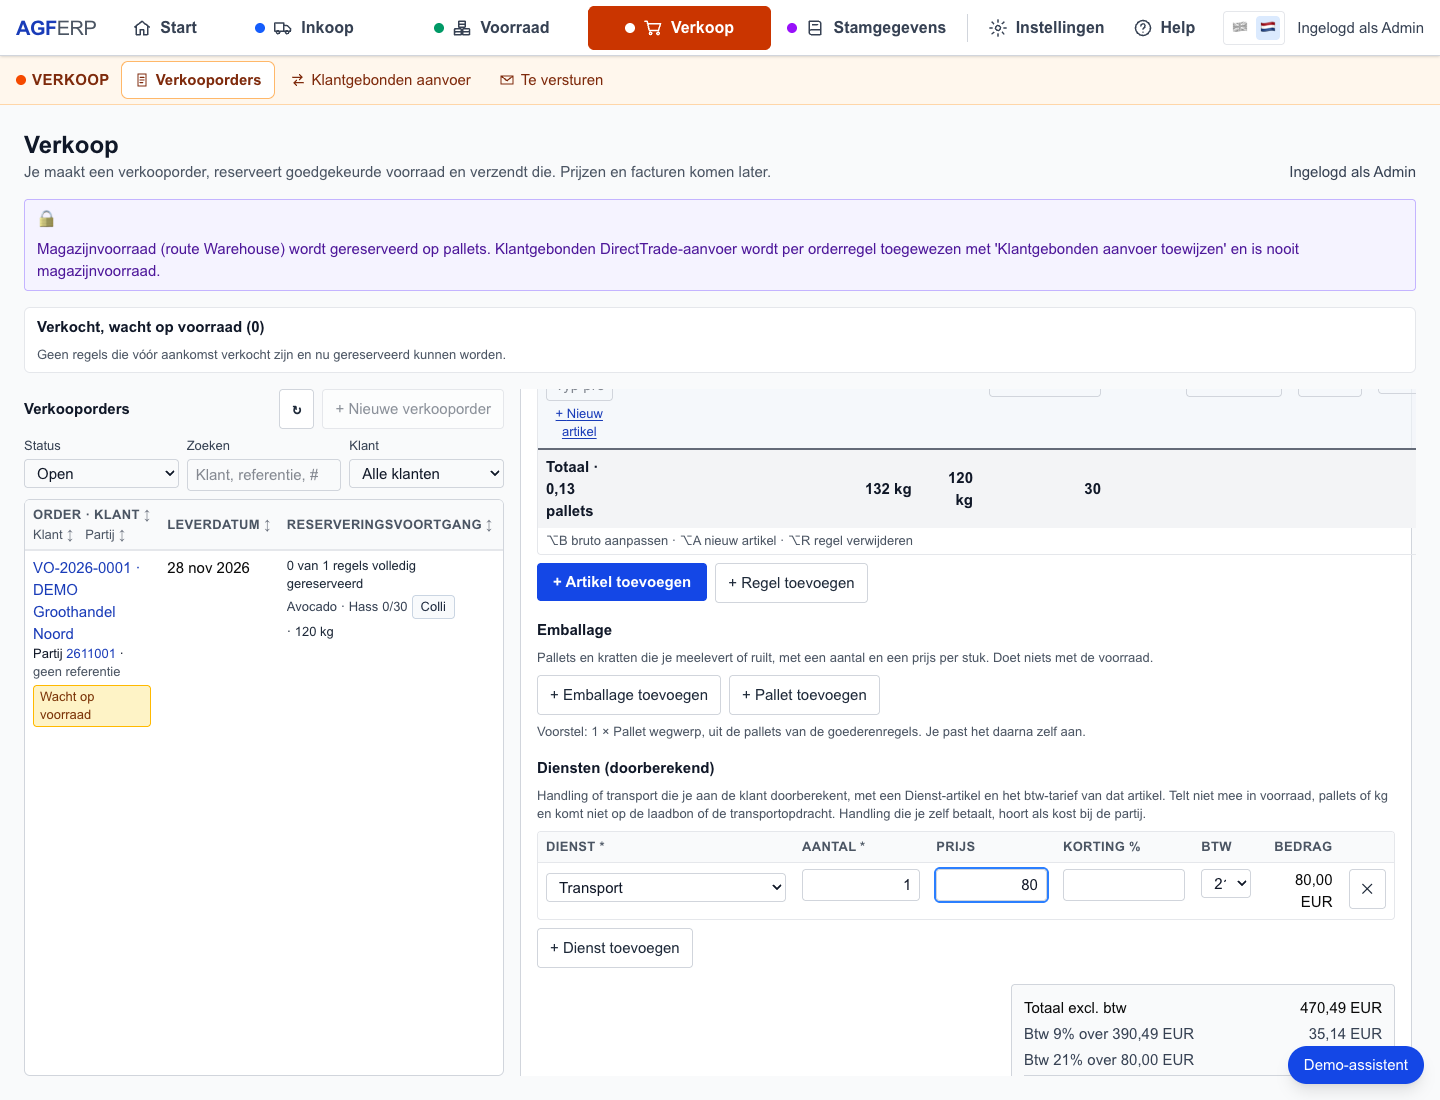 AGFERP
Start
Inkoop
Voorraad
Verkoop
Stamgegevens
Instellingen
Help
Ingelogd als Admin
VERKOOP
Verkooporders
Klantgebonden aanvoer
Te versturen
Verkoop
Je maakt een verkooporder, reserveert goedgekeurde voorraad en verzendt die. Prijzen en facturen komen later.
Ingelogd als Admin
Magazijnvoorraad (route Warehouse) wordt gereserveerd op pallets. Klantgebonden DirectTrade-aanvoer wordt per orderregel toegewezen met 'Klantgebonden aanvoer toewijzen' en is nooit
magazijnvoorraad.
Verkocht, wacht op voorraad (0)
Geen regels die vóór aankomst verkocht zijn en nu gereserveerd kunnen worden.
Verkooporders
↻
+ Nieuwe verkooporder
Status
Zoeken
Klant
Open
Klant, referentie, #
Alle klanten
ORDER · KLANT ↕
Klant ↕ Partij ↕
LEVERDATUM ↕
RESERVERINGSVOORTGANG ↕
VO-2026-0001 ·
DEMO
Groothandel
Noord
Partij 2611001 ·
geen referentie
Wacht op
voorraad
28 nov 2026
0 van 1 regels volledig
gereserveerd
Avocado · Hass 0/30 Colli
· 120 kg
+ Nieuw
artikel
Totaal ·
0,13
pallets
132 kg
120
kg
30
⌥B bruto aanpassen · ⌥A nieuw artikel · ⌥R regel verwijderen
+ Artikel toevoegen
+ Regel toevoegen
Emballage
Pallets en kratten die je meelevert of ruilt, met een aantal en een prijs per stuk. Doet niets met de voorraad.
+ Emballage toevoegen
+ Pallet toevoegen
Voorstel: 1 × Pallet wegwerp, uit de pallets van de goederenregels. Je past het daarna zelf aan.
Diensten (doorberekend)
Handling of transport die je aan de klant doorberekent, met een Dienst-artikel en het btw-tarief van dat artikel. Telt niet mee in voorraad, pallets of kg
en komt niet op de laadbon of de transportopdracht. Handling die je zelf betaalt, hoort als kost bij de partij.
DIENST *
AANTAL *
PRIJS
KORTING %
BTW
BEDRAG
Transport
1
80
80,00
EUR
×
+ Dienst toevoegen
Totaal excl. btw
470,49 EUR
Btw 9% over 390,49 EUR
35,14 EUR
Btw 21% over 80,00 EUR
Demo-assistent